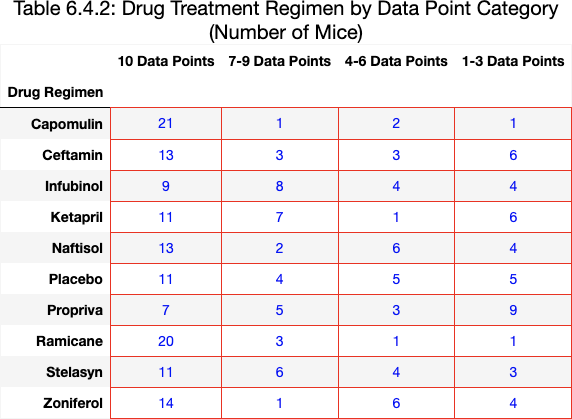 Table 6.4.2: Drug Treatment Regimen by Data Point Category
(Number of Mice)
10 Data Points 7-9 Data Points 4-6 Data Points 1-3 Data Points
Drug Regimen
Capomulin 21 1 2 1
Ceftamin 13 3 3 6
Infubinol 9 8 4 4
Ketapril 11 7 1 6
Naftisol 13 2 6 4
Placebo 11 4 5 5
Propriva 7 5 3 9
Ramicane 20 3 1 1
Stelasyn 11 6 4 3
Zoniferol 14 1 6 4